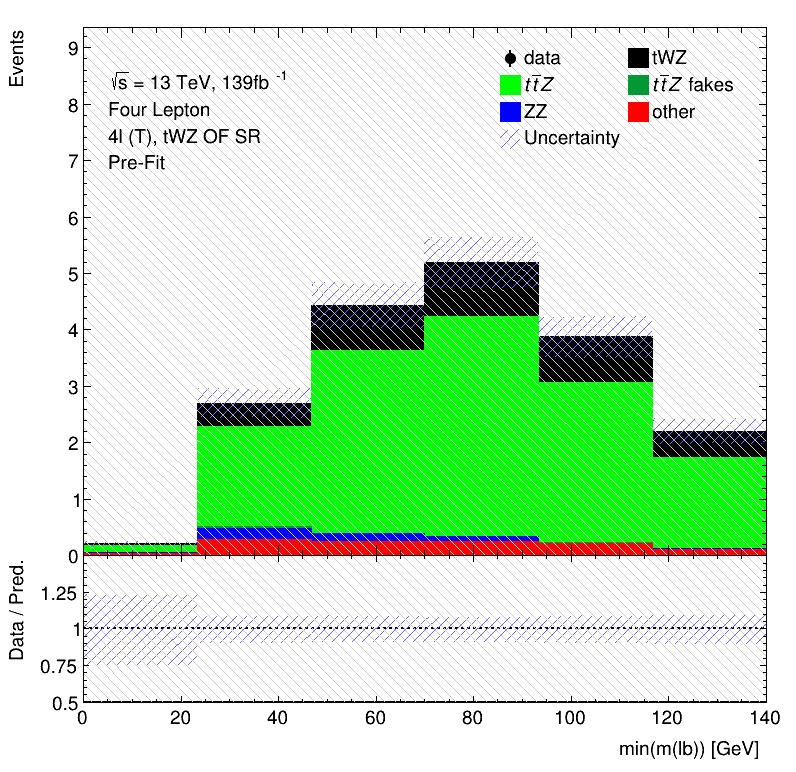 Events
9
8
7
6
5
4
3
2
1
0
√s = 13 TeV, 139fb⁻¹
Four Lepton
4l (T), tWZ OF SR
Pre-Fit
data
tWZ
tt̄Z
tt̄Z fakes
ZZ
other
Uncertainty
Data / Pred.
1.25
1
0.75
0.5
0 20 40 60 80 100 120 140
min(m(lb)) [GeV]